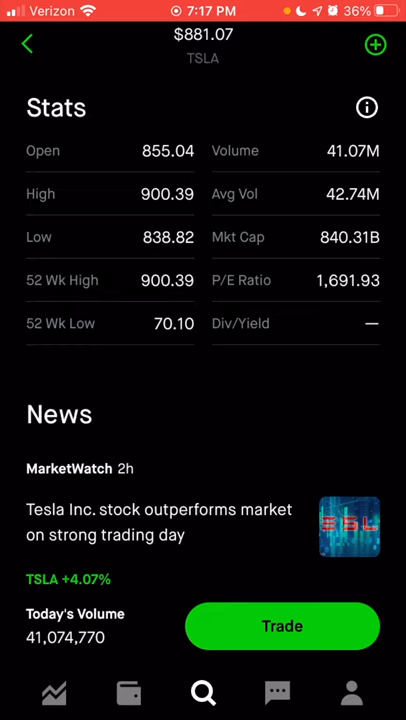 Verizon 7:17 PM 36%
$881.07
TSLA
Stats
Open 855.04 Volume 41.07M
High 900.39 Avg Vol 42.74M
Low 838.82 Mkt Cap 840.31B
52 Wk High 900.39 P/E Ratio 1,691.93
52 Wk Low 70.10 Div/Yield —
News
MarketWatch 2h
Tesla Inc. stock outperforms market
on strong trading day
TSLA +4.07%
Today's Volume
41,074,770
Trade